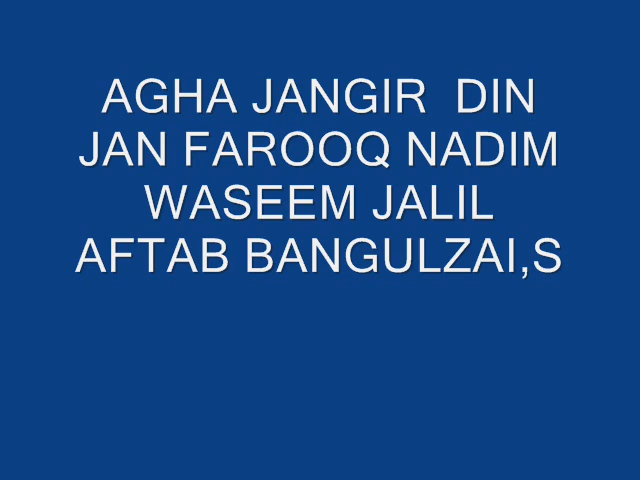 AGHA JANGIR  DIN
JAN FAROOQ NADIM
WASEEM JALIL
AFTAB BANGULZAI,S